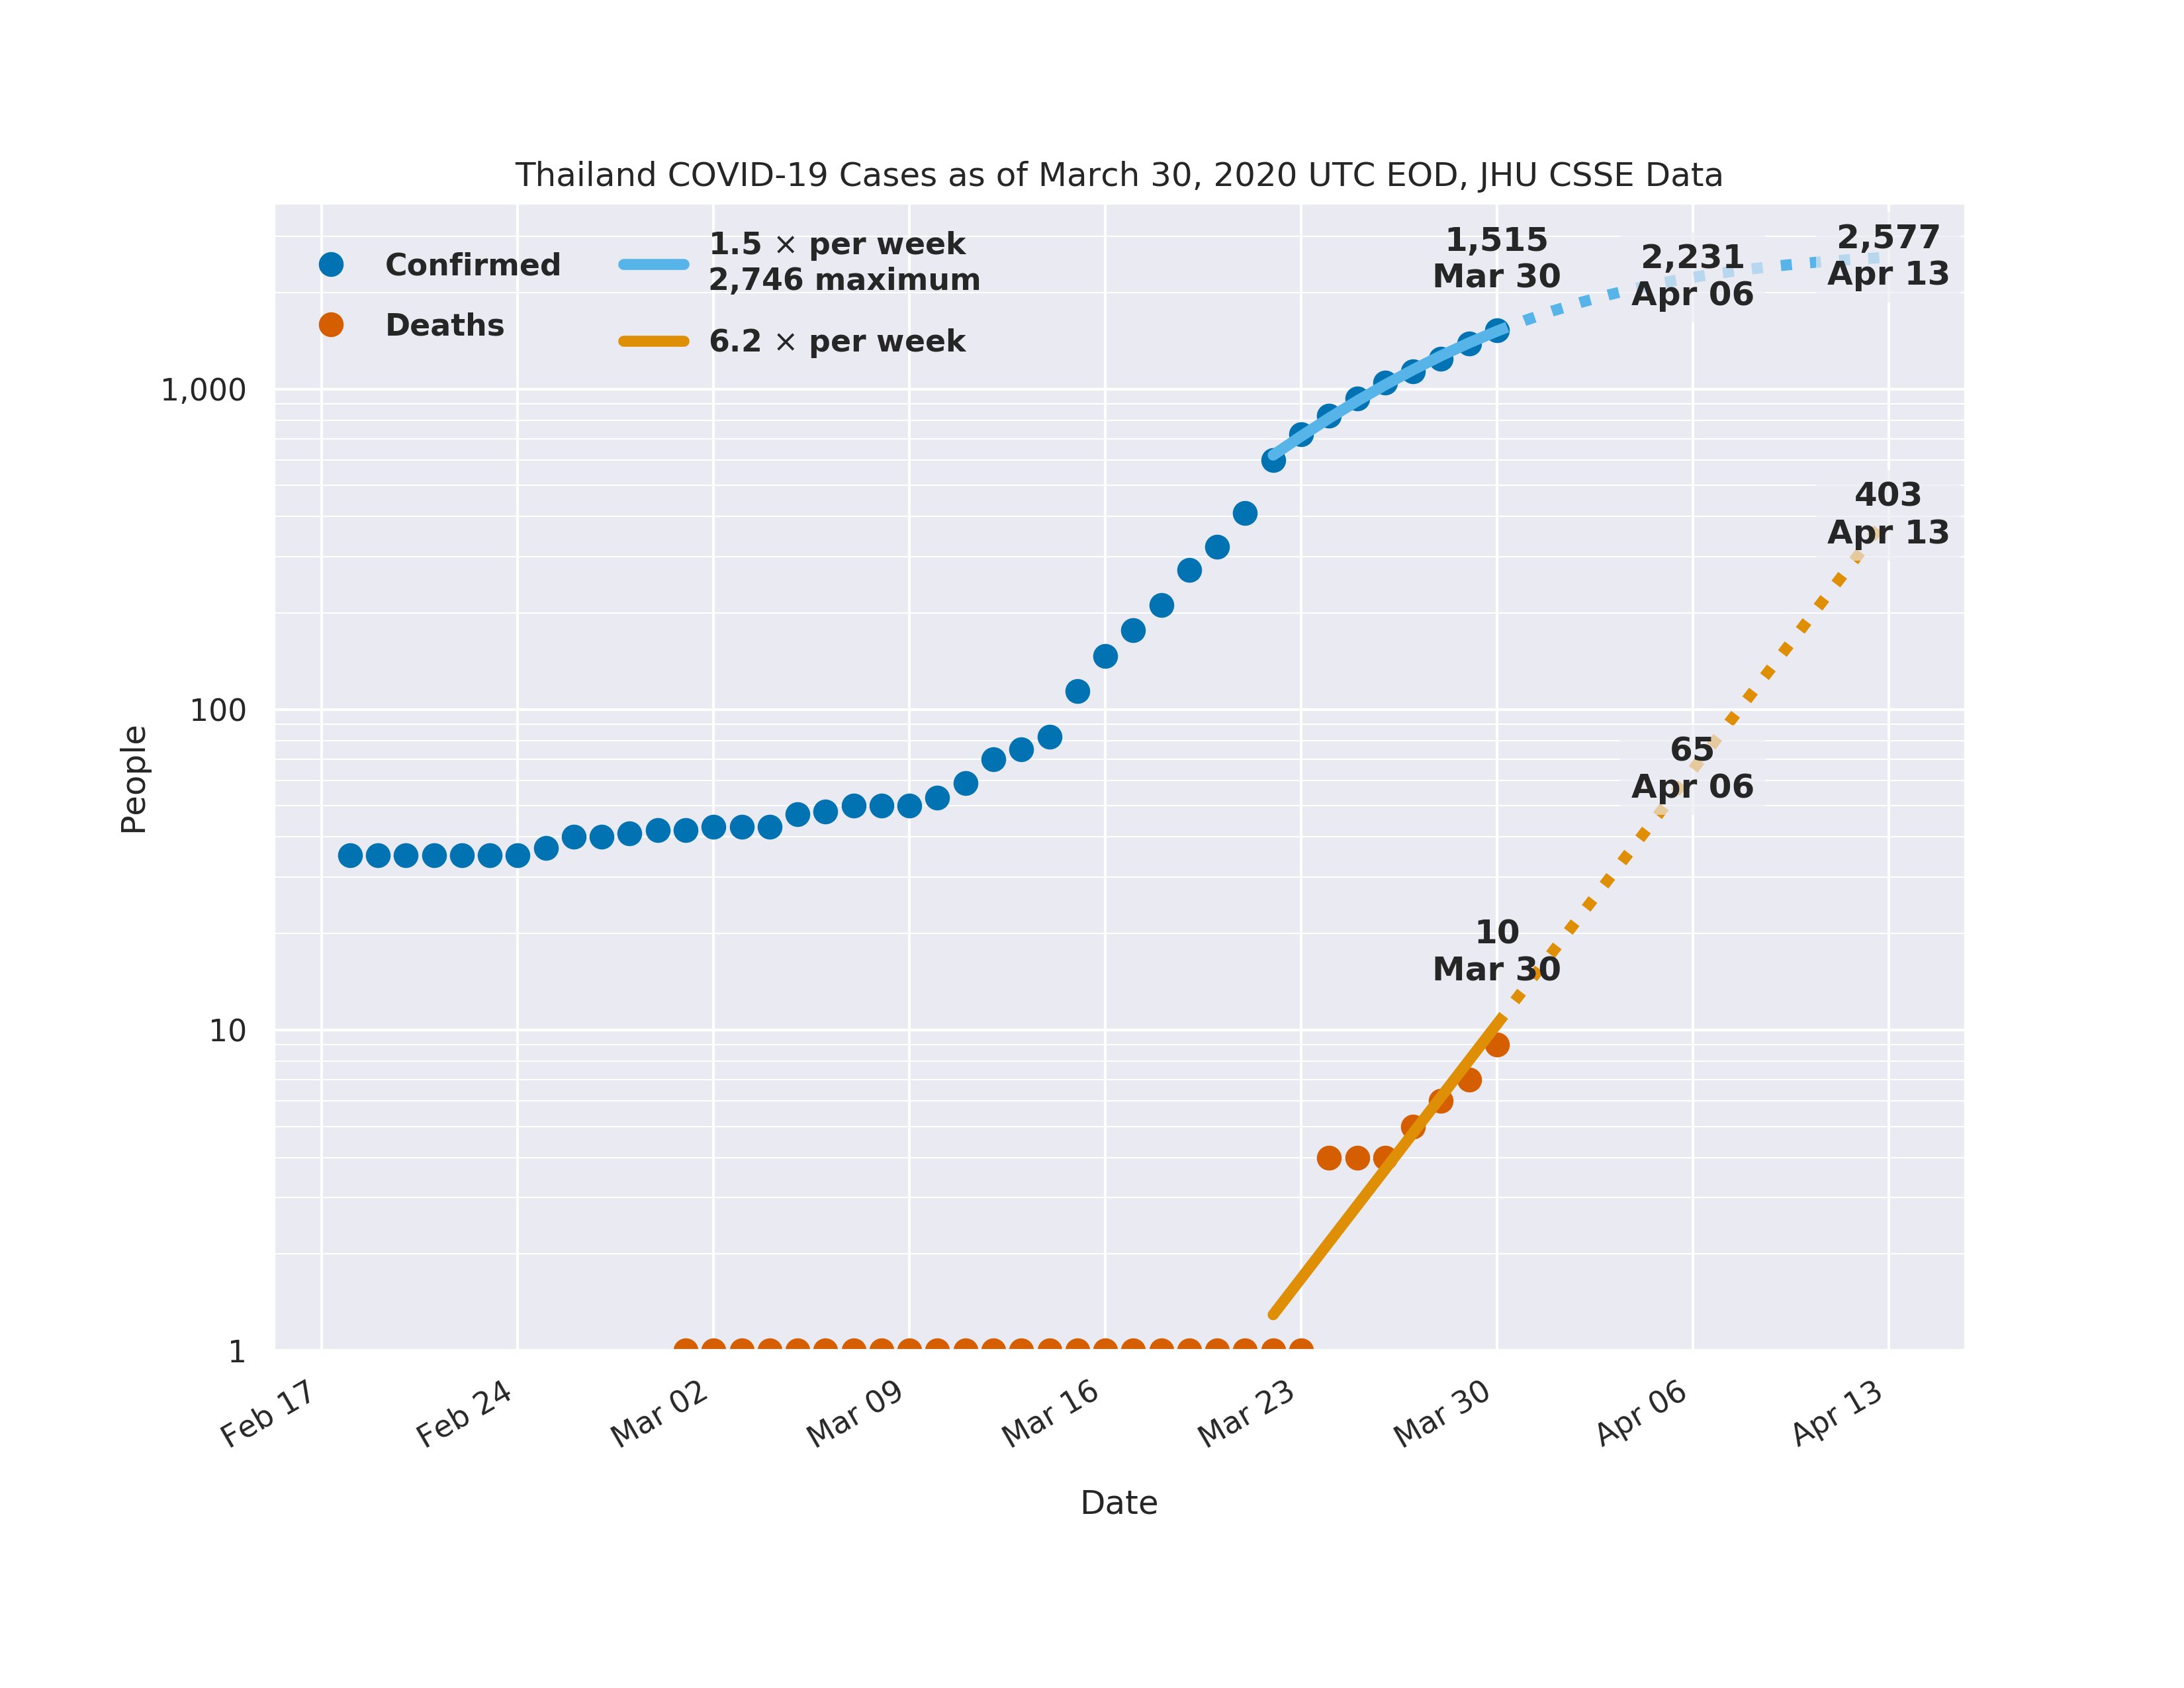 Thailand COVID-19 Cases as of March 30, 2020 UTC EOD, JHU CSSE Data
Confirmed
Deaths
1.5 × per week
2,746 maximum
6.2 × per week
1,515
Mar 30
2,231
Apr 06
2,577
Apr 13
403
Apr 13
65
Apr 06
10
Mar 30
People
1,000
100
10
1
Feb 17
Feb 24
Mar 02
Mar 09
Mar 16
Mar 23
Mar 30
Apr 06
Apr 13
Date